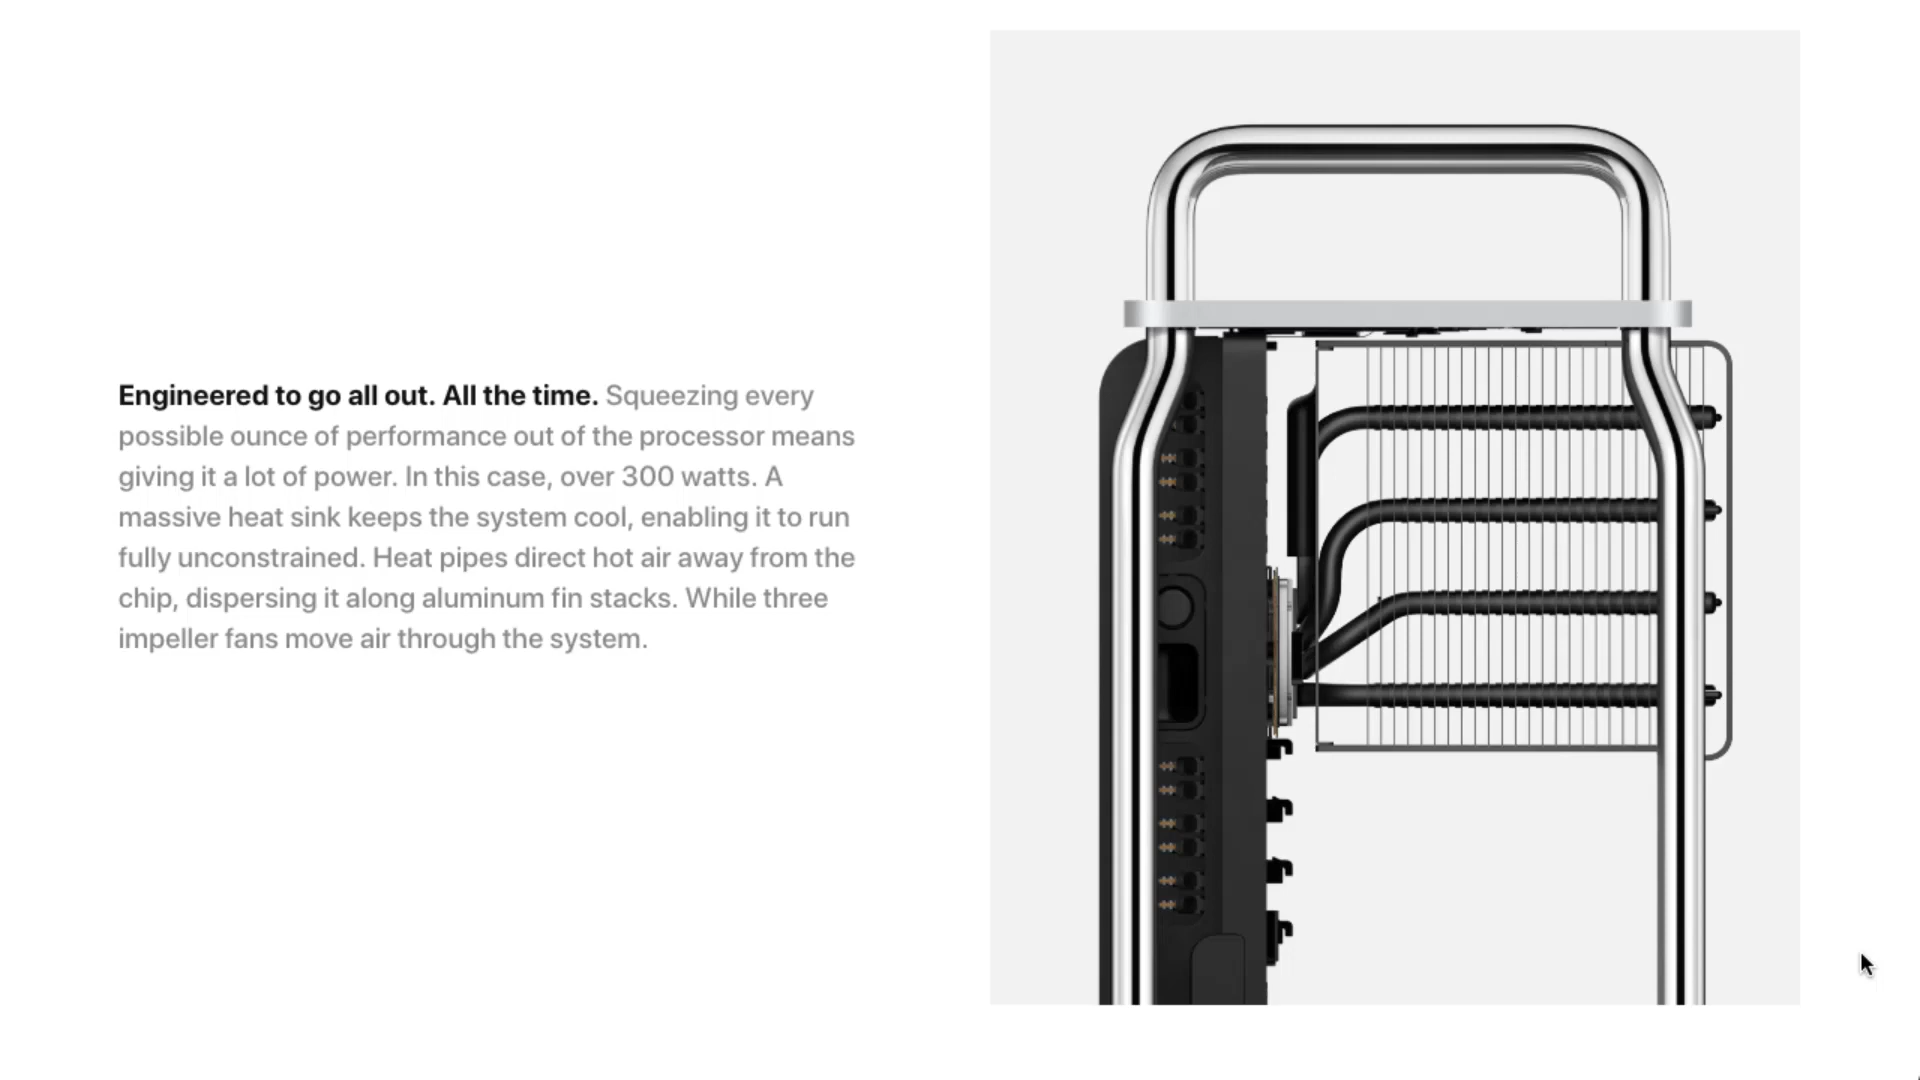 Engineered to go all out. All the time. Squeezing every
possible ounce of performance out of the processor means
giving it a lot of power. In this case, over 300 watts. A
massive heat sink keeps the system cool, enabling it to run
fully unconstrained. Heat pipes direct hot air away from the
chip, dispersing it along aluminum fin stacks. While three
impeller fans move air through the system.